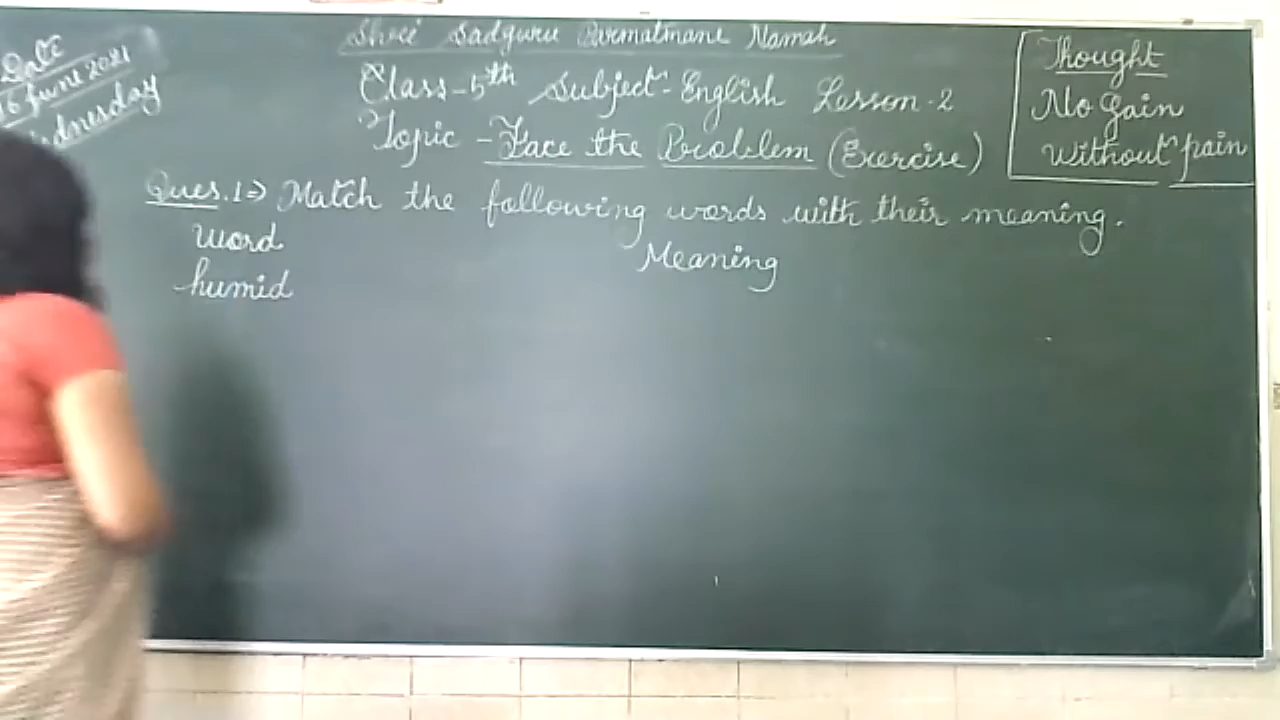 Shree Sadguru Parmatmane Namah
Date
16 June 2021
Wednesday
Class-5th Subject- English Lesson-2
Topic - Face the Problem (Exercise)
Thought
No Gain
Without pain
Ques.1=> Match the following words with their meaning.
word
Meaning
humid